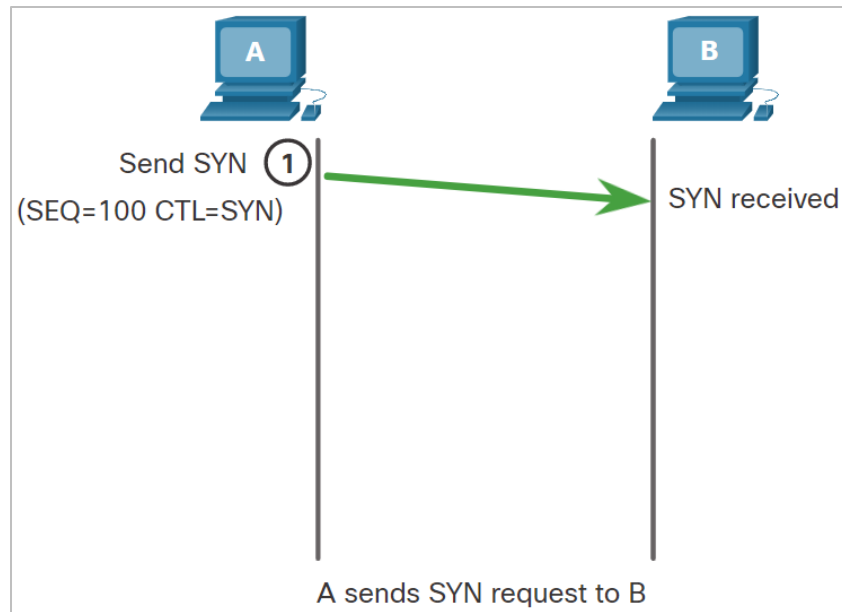 A
B
Send SYN 1
(SEQ=100 CTL=SYN)
SYN received
A sends SYN request to B